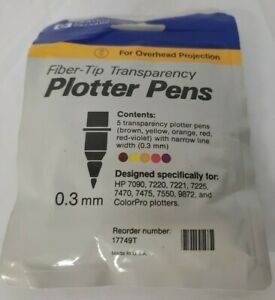 For Overhead Projection
Fiber-Tip Transparency
Plotter Pens
Contents:
5 transparency plotter pens
(brown, yellow, orange, red,
red-violet) with narrow line
width (0.3 mm)
Designed specifically for:
HP 7090, 7220, 7221, 7225,
7470, 7475, 7550, 9872, and
ColorPro plotters.
0.3 mm
Reorder number:
17749T
Made in U.S.A.